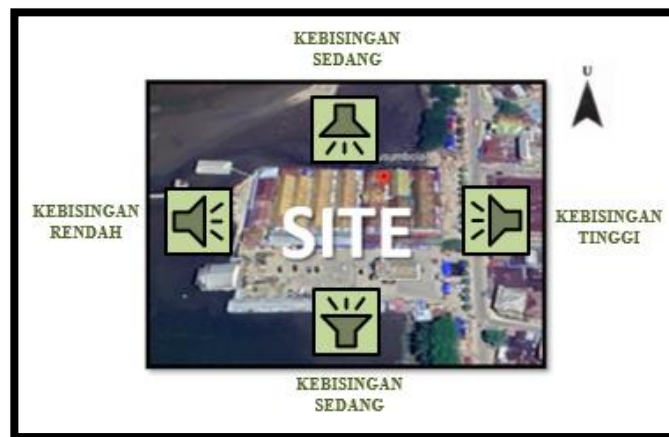 KEBISINGAN
SEDANG
U
KEBISINGAN
RENDAH
SITE
KEBISINGAN
TINGGI
KEBISINGAN
SEDANG